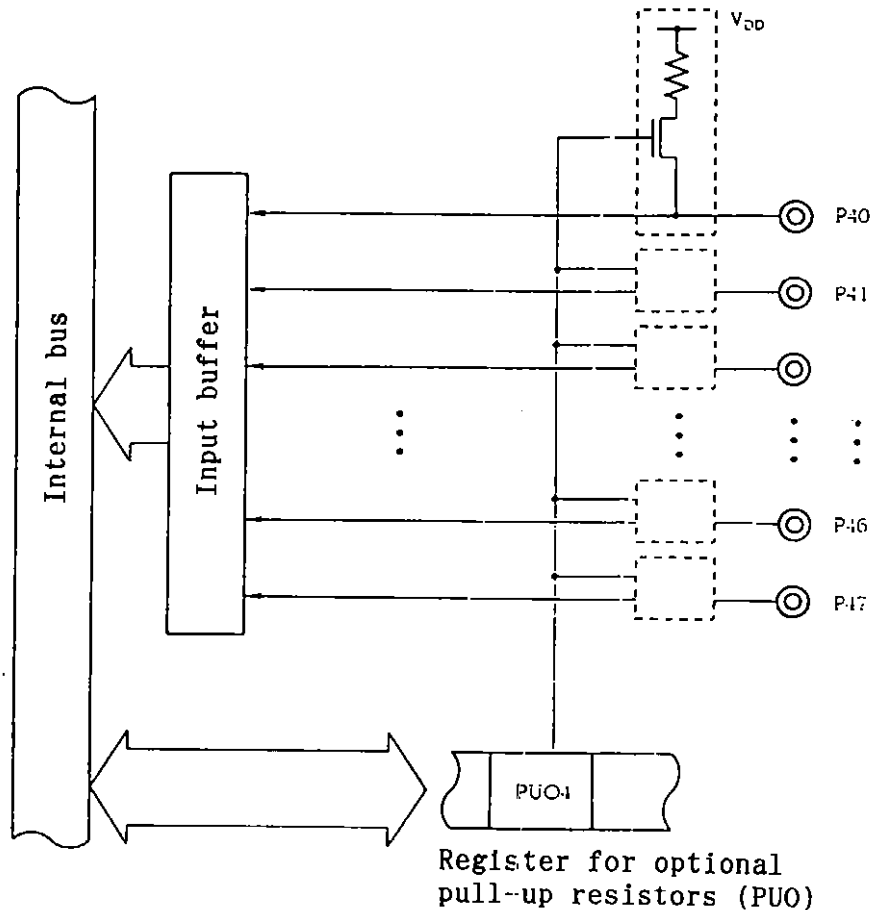 VDD
P40
P41
Internal bus
Input buffer
P46
P47
PUO4
Register for optional
pull-up resistors (PUO)